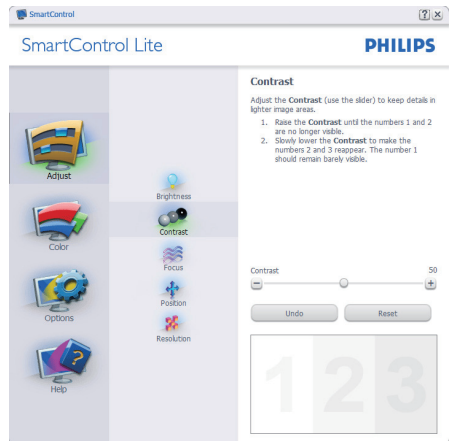 SmartControl
SmartControl Lite
PHILIPS
Adjust
Color
Options
Help
Brightness
Contrast
Focus
Position
Resolution
Contrast
Adjust the Contrast (use the slider) to keep details in
lighter image areas.
1. Raise the Contrast until the numbers 1 and 2
are no longer visible.
2. Slowly lower the Contrast to make the
numbers 2 and 3 reappear. The number 1
should remain barely visible.
Contrast 50
Undo Reset
1 2 3